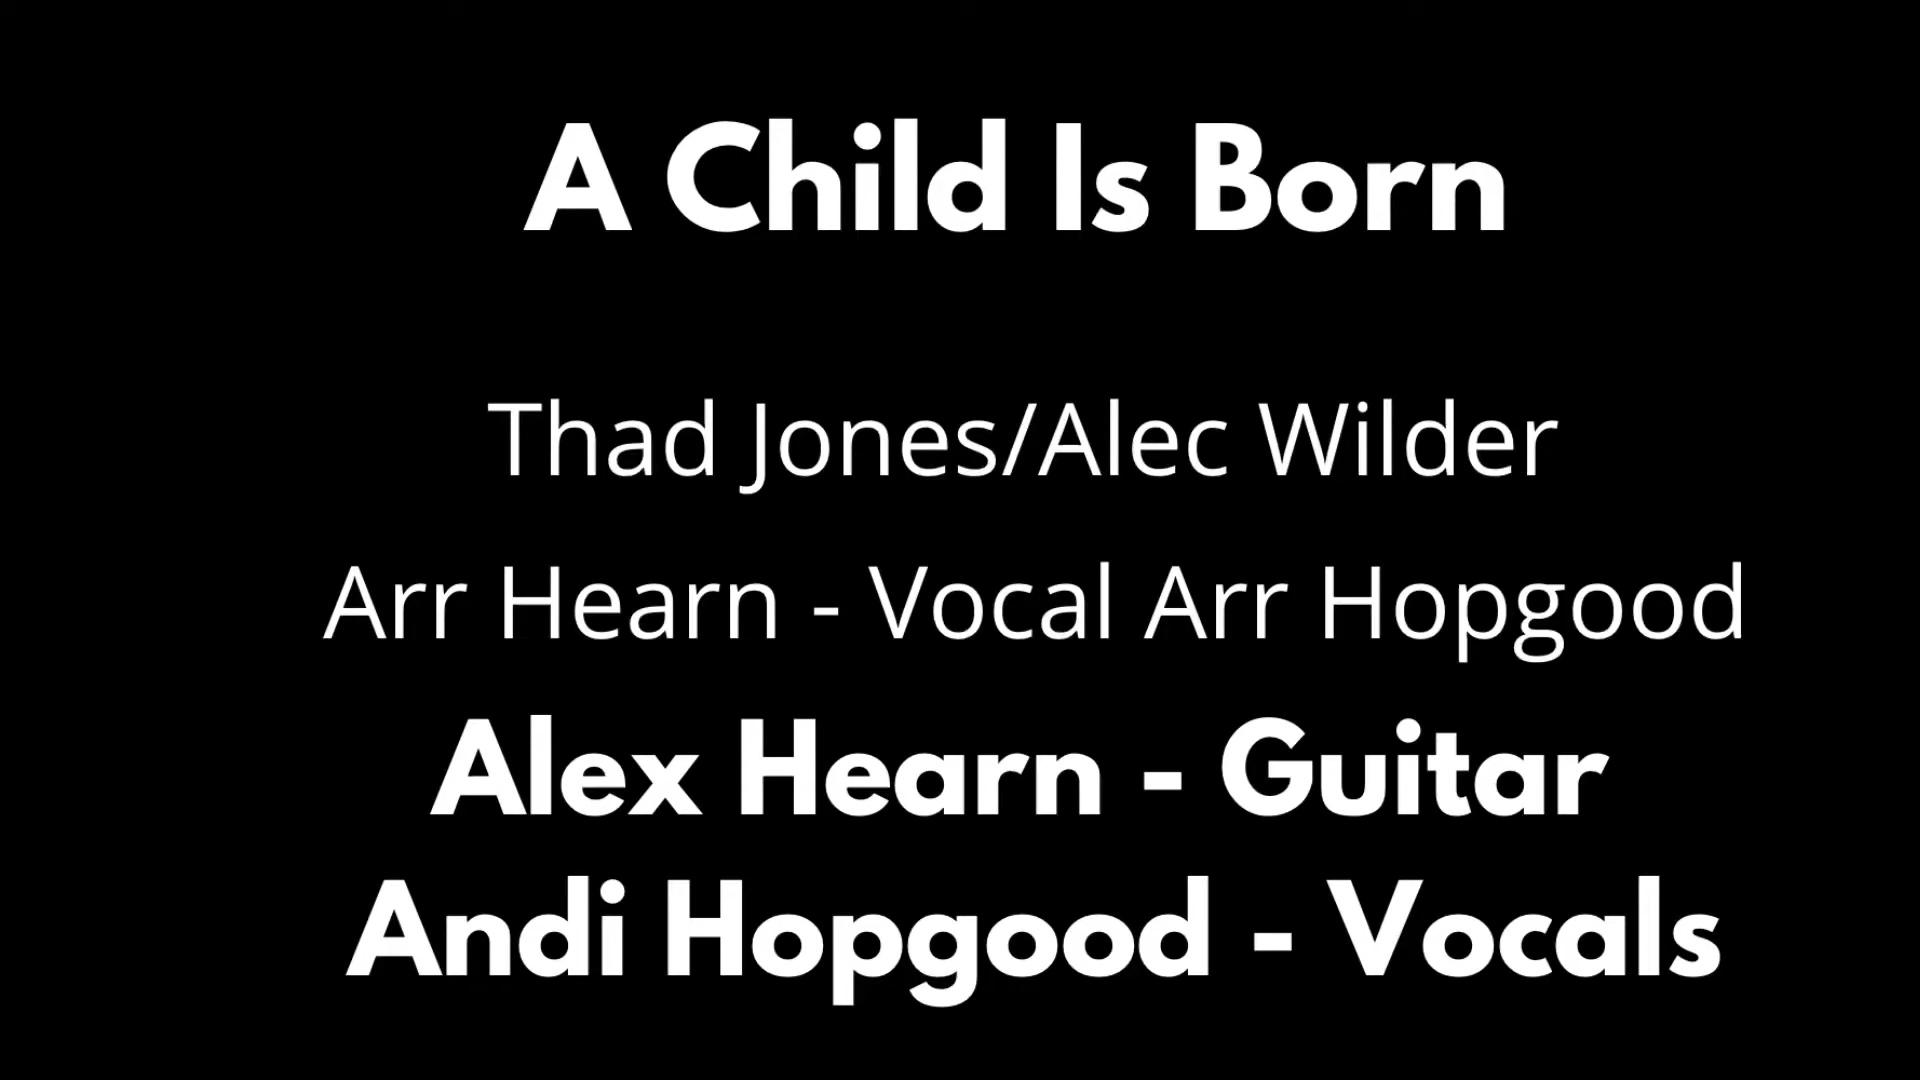 A Child Is Born
Thad Jones/Alec Wilder
Arr Hearn - Vocal Arr Hopgood
Alex Hearn - Guitar
Andi Hopgood - Vocals